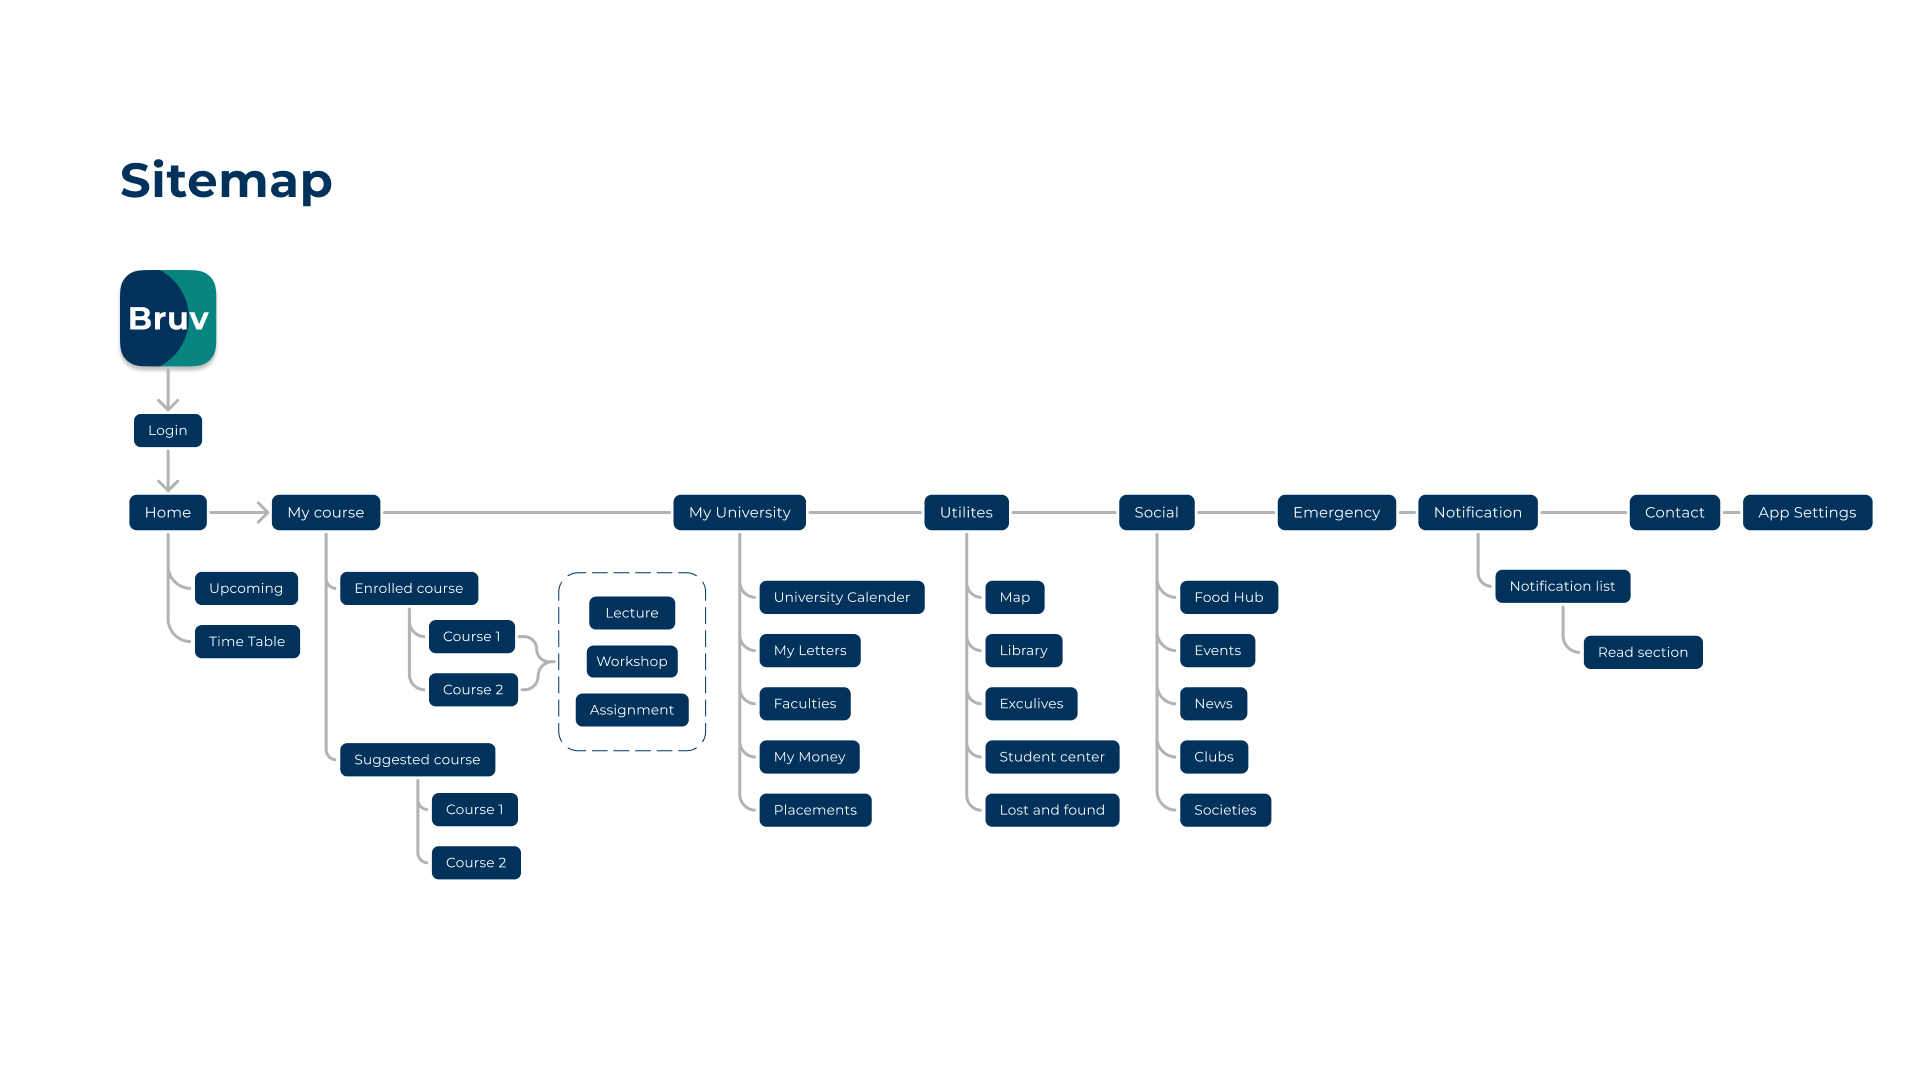 Sitemap
Bruv
Login
Home
My course
My University
Utilites
Social
Emergency
Notification
Contact
App Settings
Upcoming
Time Table
Enrolled course
Course 1
Course 2
Lecture
Workshop
Assignment
Suggested course
Course 1
Course 2
University Calender
My Letters
Faculties
My Money
Placements
Map
Library
Exculives
Student center
Lost and found
Food Hub
Events
News
Clubs
Societies
Notification list
Read section